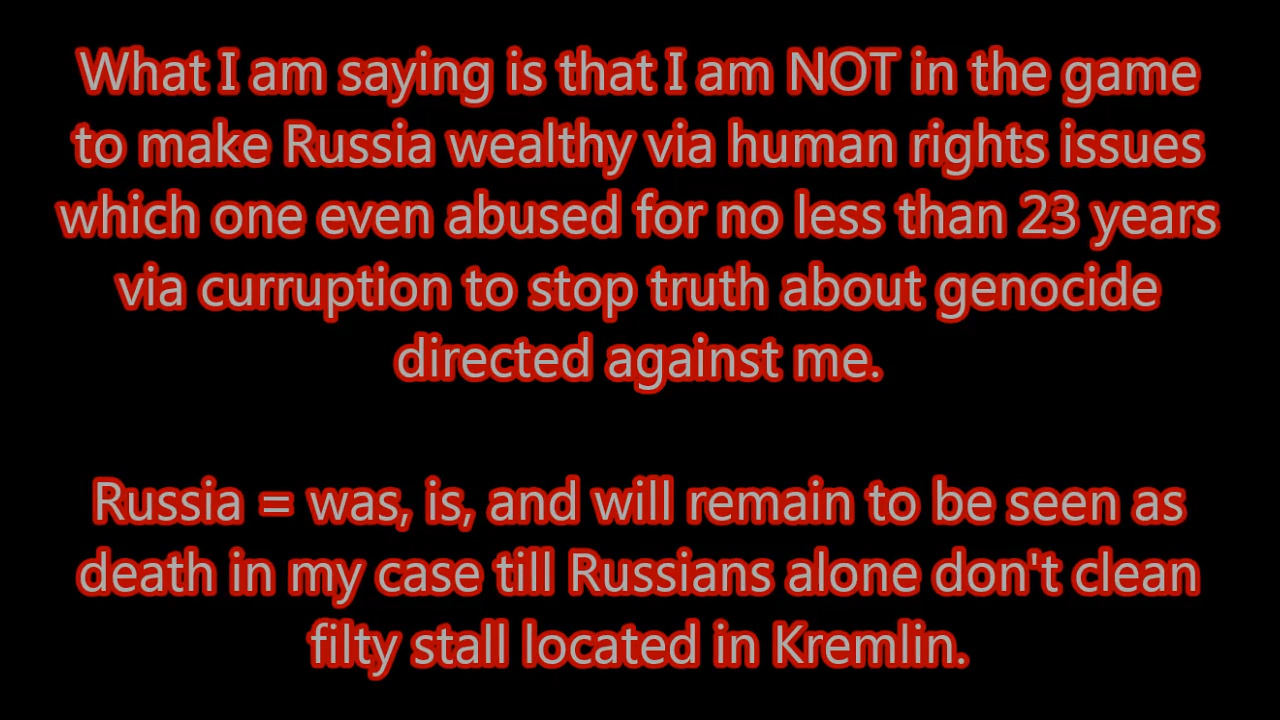 What I am saying is that I am NOT in the game
to make Russia wealthy via human rights issues
which one even abused for no less than 23 years
via curruption to stop truth about genocide
directed against me.
Russia = was, is, and will remain to be seen as
death in my case till Russians alone don't clean
filty stall located in Kremlin.